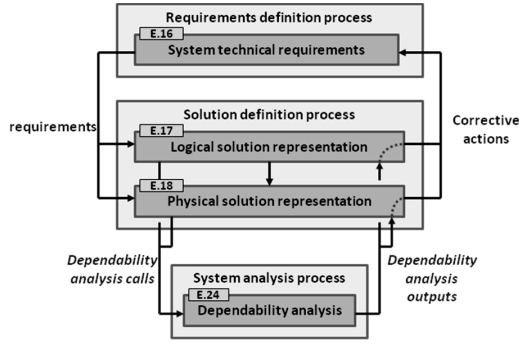 Requirements definition process
E.16
System technical requirements
requirements
Corrective
actions
Solution definition process
E.17
Logical solution representation
E.18
Physical solution representation
Dependability
analysis calls
Dependability
analysis
outputs
System analysis process
E.24
Dependability analysis